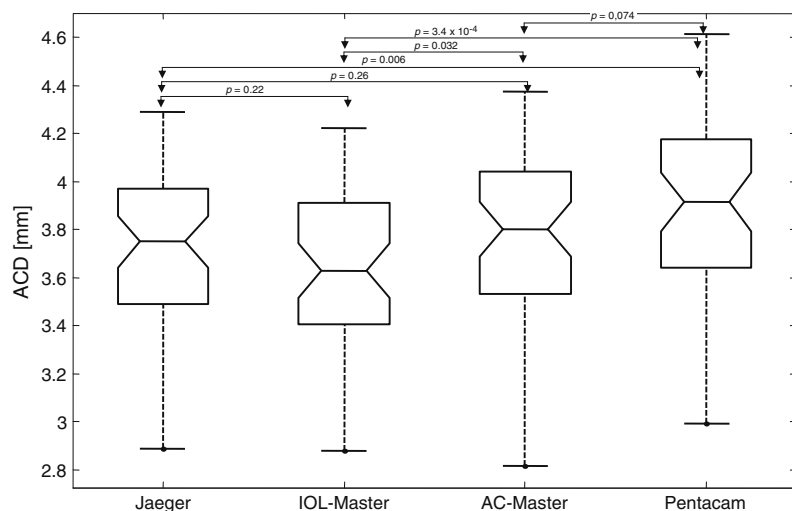 p = 0,074
4.6
p = 3.4 x 10⁻⁴
p = 0.032
p = 0.006
4.4
p = 0.26
p = 0.22
4.2
4
3.8
ACD [mm]
3.6
3.4
3.2
3
2.8
Jaeger IOL-Master AC-Master Pentacam